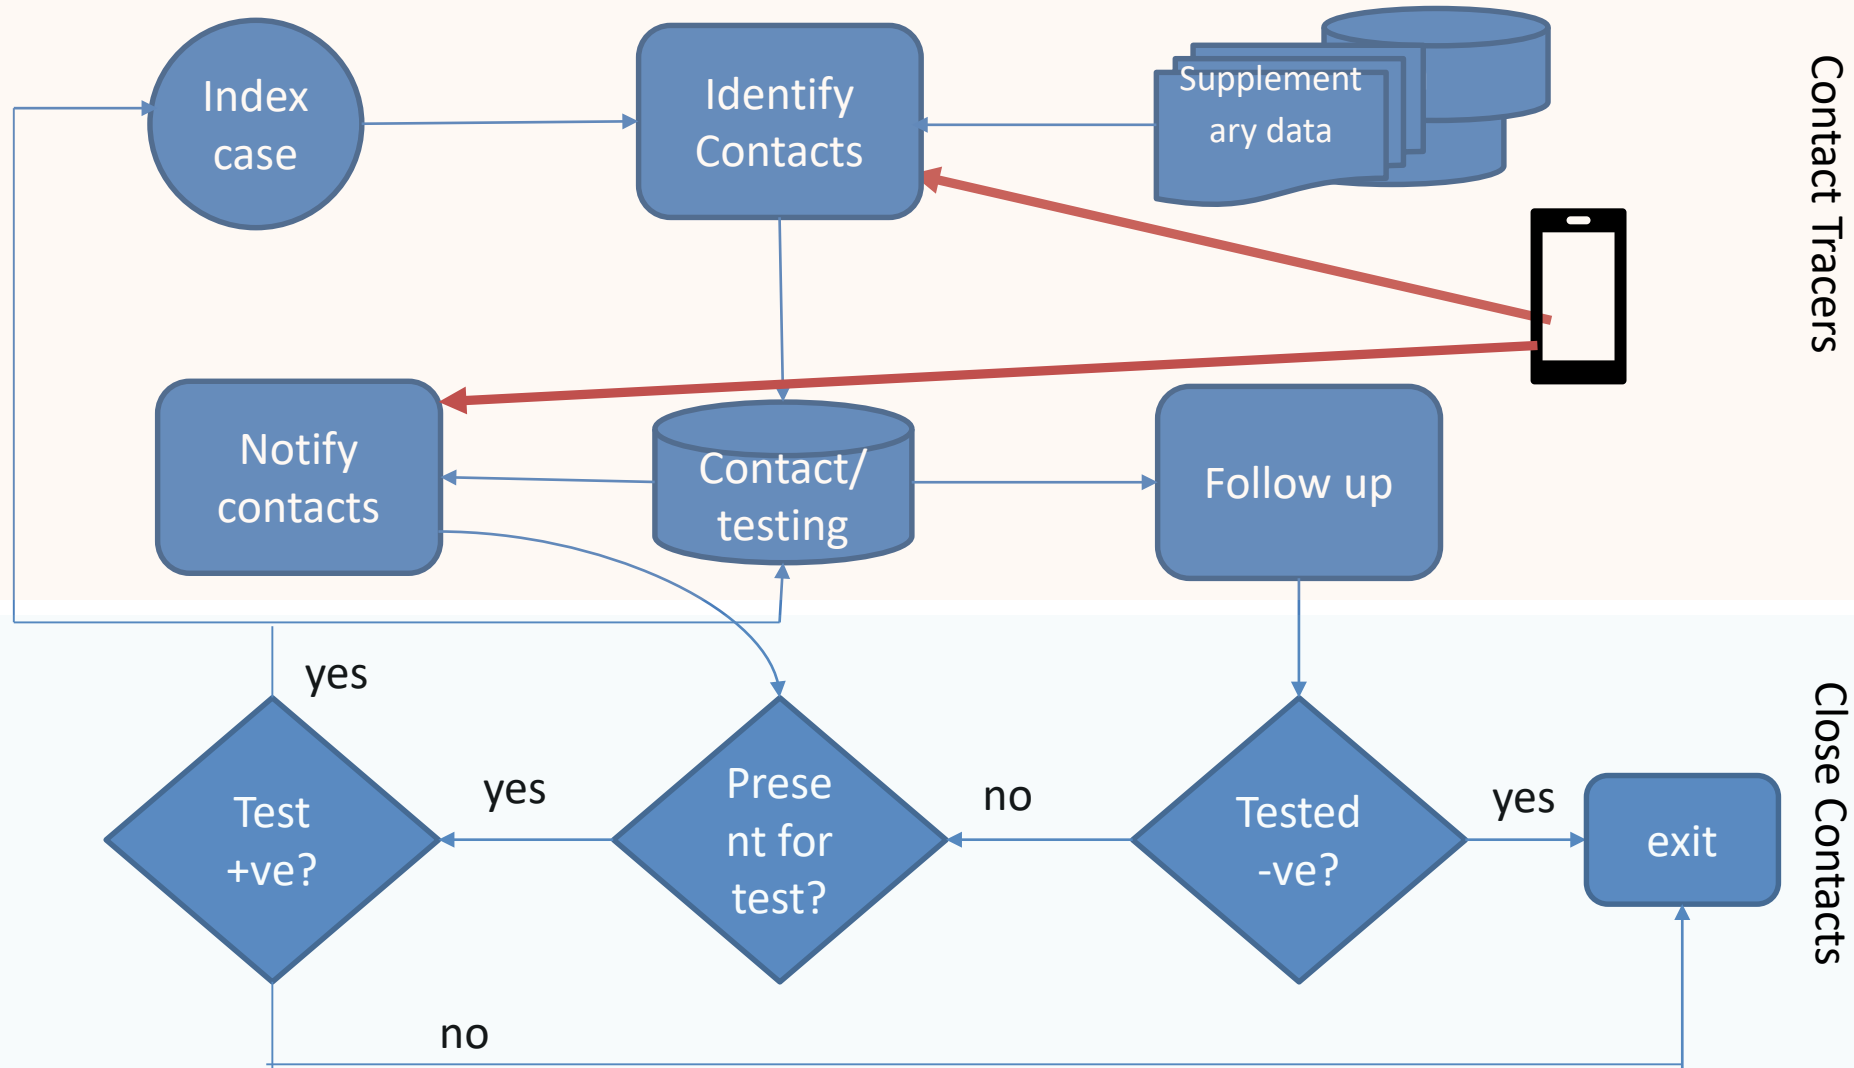 Index
case
Identify
Contacts
Supplement
ary data
Contact Tracers
Notify
contacts
Contact/
testing
Follow up
yes
Close Contacts
Test
+ve?
yes
Prese
nt for
test?
no
Tested
-ve?
yes
exit
no